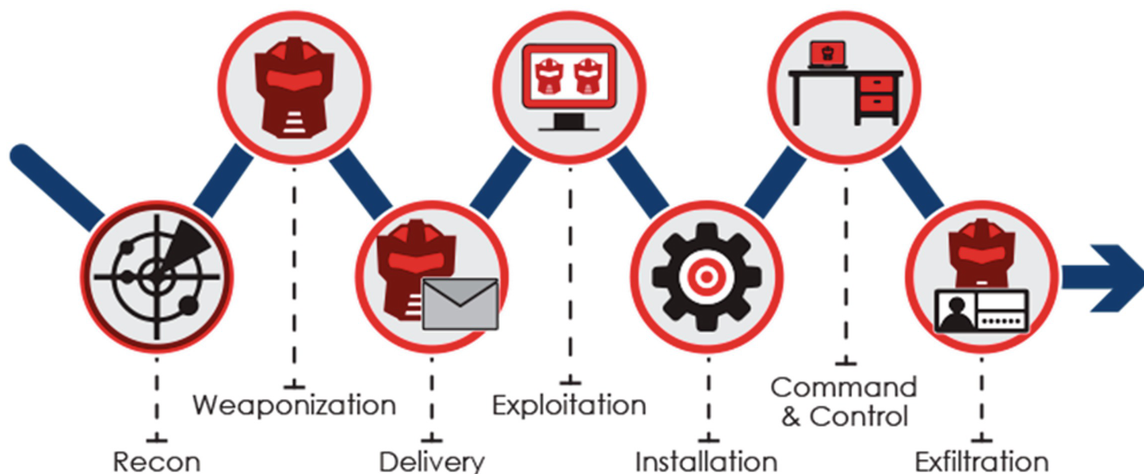 Weaponization
Exploitation
Command
& Control
Recon
Delivery
Installation
Exfiltration